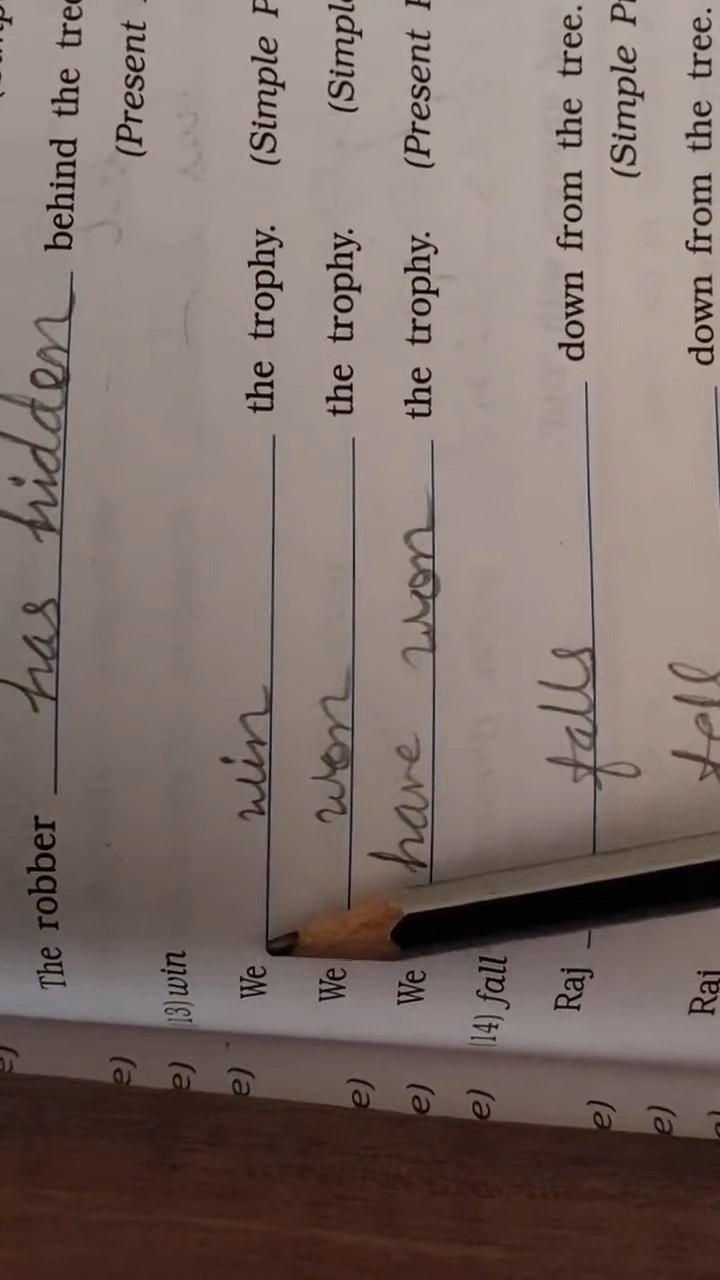 The robber has hidden behind the tree
(Present
(13) win
We win the trophy. (Simple P
We won the trophy. (Simple
We have won the trophy. (Present P
(14) fall
Raj falls down from the tree.
(Simple Pr
Raj fell down from the tree.
e)
e)
e)
e)
e)
e)
e)
e)
e)